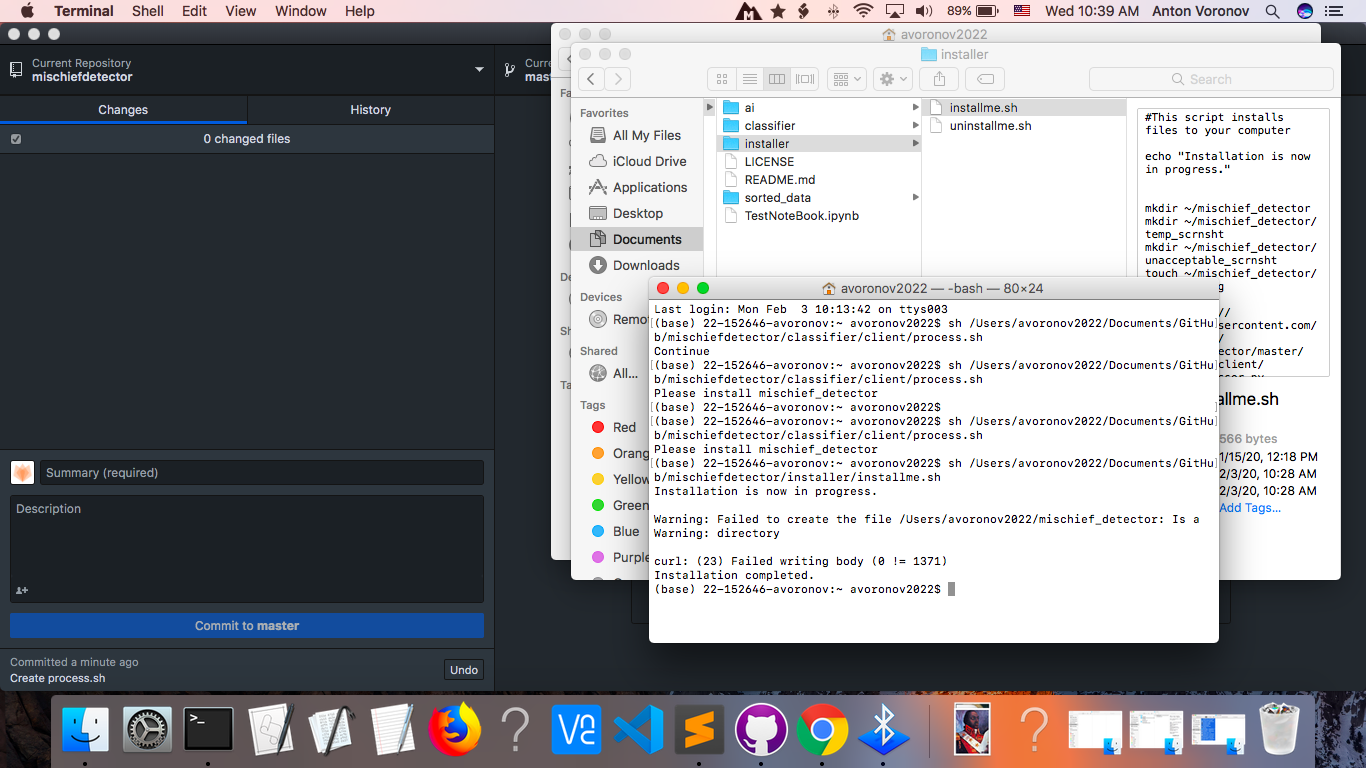 Terminal Shell Edit View Window Help 89% Wed 10:39 AM Anton Voronov
Current Repository
mischiefdetector
Changes
History
0 changed files
Summary (required)
Description
Commit to master
Committed a minute ago
Create process.sh
Undo
avoronov2022
installer
Search
Favorites
All My Files
iCloud Drive
Applications
Desktop
Documents
Downloads
Devices
Shared
All...
Tags
Red
Yellow
Green
Blue
Purple
ai
classifier
installer
LICENSE
README.md
sorted_data
TestNoteBook.ipynb
installme.sh
uninstallme.sh
#This script installs
files to your computer
echo "Installation is now
in progress."
mkdir ~/mischief_detector
mkdir ~/mischief_detector/
temp_scrnsht
mkdir ~/mischief_detector/
unacceptable_scrnsht
touch ~/mischief_detector/
566 bytes
1/15/20, 12:18 PM
2/3/20, 10:28 AM
2/3/20, 10:28 AM
Add Tags...
avoronov2022 — -bash — 80×24
Last login: Mon Feb  3 10:13:42 on ttys003
[(base) 22-152646-avoronov:~ avoronov2022$ sh /Users/avoronov2022/Documents/GitHu]
b/mischiefdetector/classifier/client/process.sh
Continue
[(base) 22-152646-avoronov:~ avoronov2022$ sh /Users/avoronov2022/Documents/GitHu]
b/mischiefdetector/classifier/client/process.sh
Please install mischief_detector
[(base) 22-152646-avoronov:~ avoronov2022$ ]
[(base) 22-152646-avoronov:~ avoronov2022$ sh /Users/avoronov2022/Documents/GitHu]
b/mischiefdetector/classifier/client/process.sh
Please install mischief_detector
[(base) 22-152646-avoronov:~ avoronov2022$ sh /Users/avoronov2022/Documents/GitHu]
b/mischiefdetector/installer/installme.sh
Installation is now in progress.
Warning: Failed to create the file /Users/avoronov2022/mischief_detector: Is a
Warning: directory
curl: (23) Failed writing body (0 != 1371)
Installation completed.
(base) 22-152646-avoronov:~ avoronov2022$